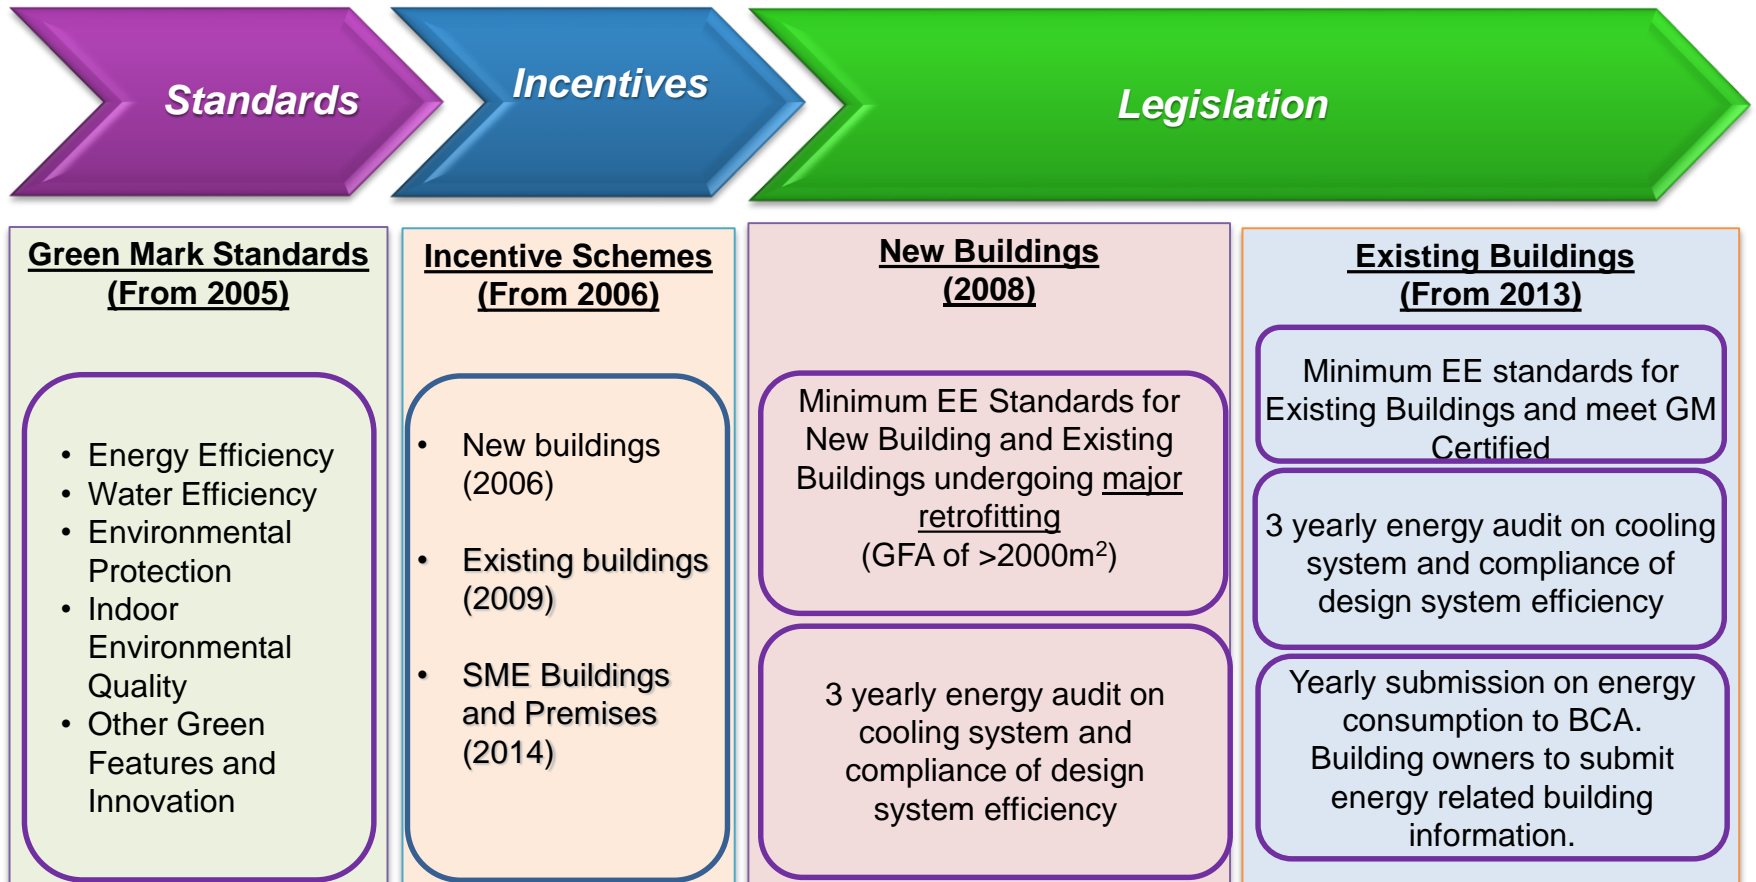 Standards
Incentives
Legislation
Green Mark Standards
(From 2005)
• Energy Efficiency
• Water Efficiency
• Environmental
Protection
• Indoor
Environmental
Quality
• Other Green
Features and
Innovation
Incentive Schemes
(From 2006)
• New buildings
(2006)
• Existing buildings
(2009)
• SME Buildings
and Premises
(2014)
New Buildings
(2008)
Minimum EE Standards for
New Building and Existing
Buildings undergoing major
retrofitting
(GFA of >2000m²)
3 yearly energy audit on
cooling system and
compliance of design
system efficiency
Existing Buildings
(From 2013)
Minimum EE standards for
Existing Buildings and meet GM
Certified
3 yearly energy audit on cooling
system and compliance of
design system efficiency
Yearly submission on energy
consumption to BCA.
Building owners to submit
energy related building
information.